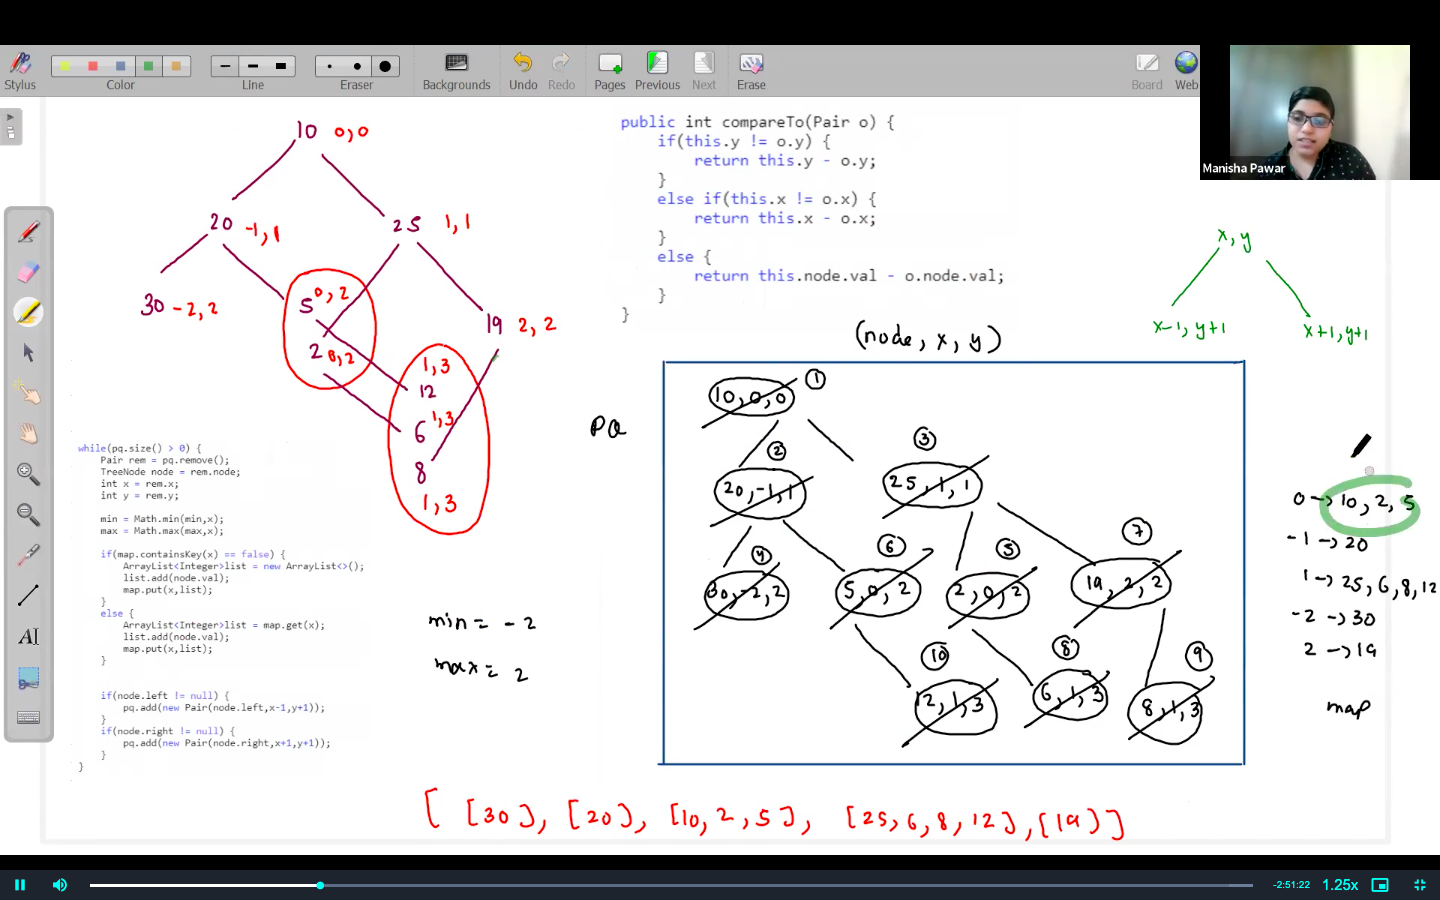 Stylus Color Line Eraser Backgrounds Undo Redo Pages Previous Next Erase Board Web
Manisha Pawar
10 0,0
20 -1,1
25 1,1
30 -2,2
5 0,2
2 0,2
19 2,2
1,3
12
6 1,3
8
1,3
public int compareTo(Pair o) {
if(this.y != o.y) {
return this.y - o.y;
}
else if(this.x != o.x) {
return this.x - o.x;
}
else {
return this.node.val - o.node.val;
}
}
x,y
x-1, y+1
x+1, y+1
(node, x, y)
PQ
10,0,0 1
20,-1,1 2
25,1,1 3
30,-2,2 4
5,0,2 6
2,0,2 5
19,2,2 7
12,1,3 10
6,1,3 8
8,1,3 9
while(pq.size() > 0) {
Pair rem = pq.remove();
TreeNode node = rem.node;
int x = rem.x;
int y = rem.y;
min = Math.min(min,x);
max = Math.max(max,x);
if(map.containsKey(x) == false) {
ArrayList<Integer>list = new ArrayList<>();
list.add(node.val);
map.put(x,list);
}
else {
ArrayList<Integer>list = map.get(x);
list.add(node.val);
map.put(x,list);
}
if(node.left != null) {
pq.add(new Pair(node.left,x-1,y+1));
}
if(node.right != null) {
pq.add(new Pair(node.right,x+1,y+1));
}
}
min = -2
max = 2
0 → 10, 2, 5
-1 → 20
1 → 25, 6, 8, 12
-2 → 30
2 → 19
map
[ [30], [20], [10, 2, 5], [25, 6, 8, 12], [19] ]
-2:51:22 1.25x